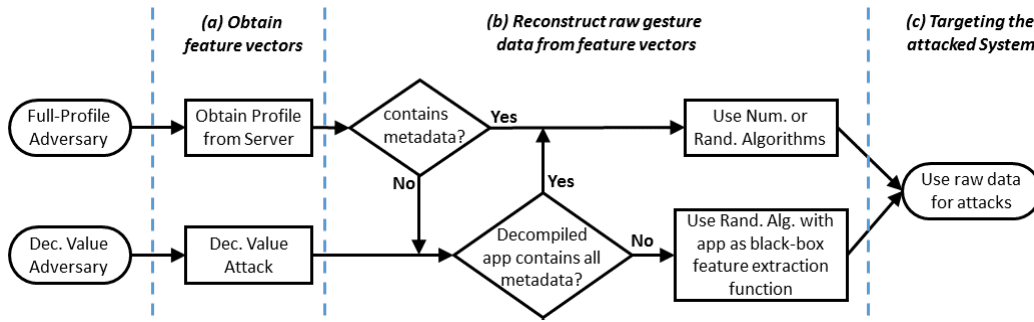 (a) Obtain
feature vectors
(b) Reconstruct raw gesture
data from feature vectors
(c) Targeting the
attacked System
Full-Profile
Adversary
Obtain Profile
from Server
contains
metadata?
Yes
No
Use Num. or
Rand. Algorithms
Use raw data
for attacks
Yes
Dec. Value
Adversary
Dec. Value
Attack
Decompiled
app contains all
metadata?
No
Use Rand. Alg. with
app as black-box
feature extraction
function